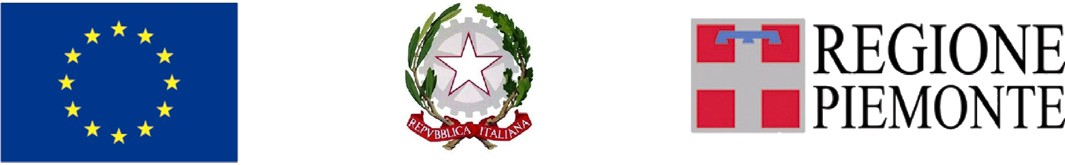 REPVBBLICA ITALIANA
REGIONE
PIEMONTE